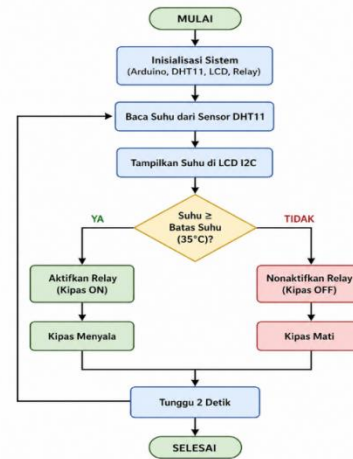 MULAI
Inisialisasi Sistem
(Arduino, DHT11, LCD, Relay)
Baca Suhu dari Sensor DHT11
Tampilkan Suhu di LCD I2C
Suhu ≥
Batas Suhu
(35°C)?
YA
TIDAK
Aktifkan Relay
(Kipas ON)
Nonaktifkan Relay
(Kipas OFF)
Kipas Menyala
Kipas Mati
Tunggu 2 Detik
SELESAI